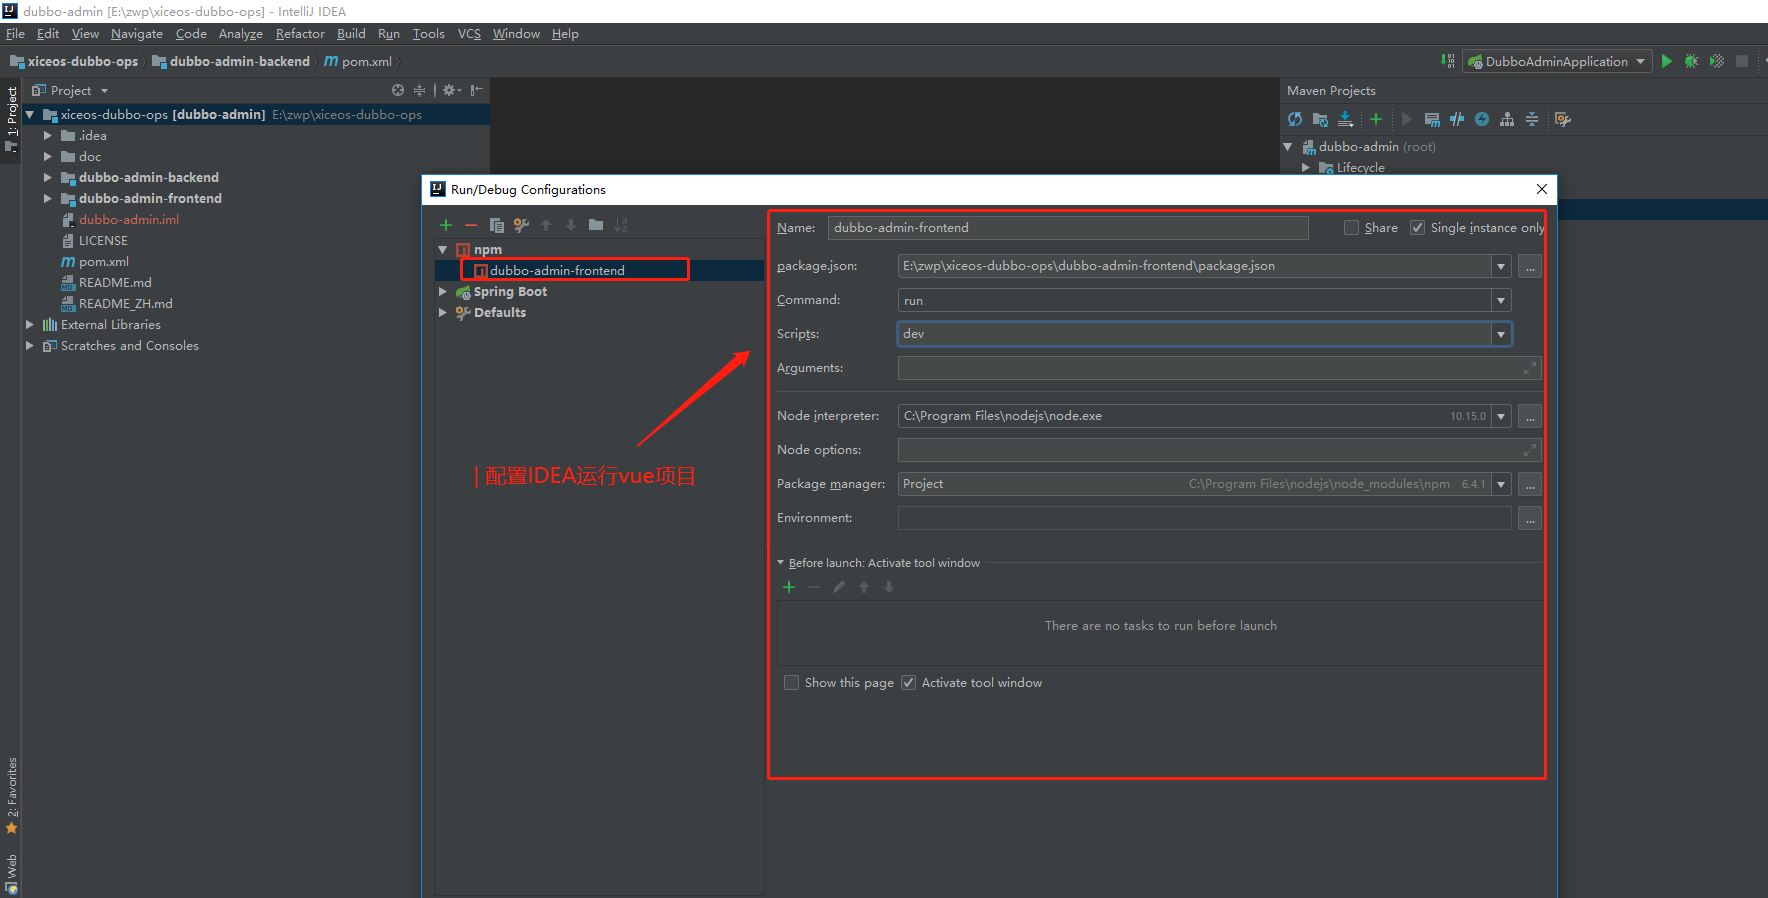 dubbo-admin [E:\zwp\xiceos-dubbo-ops] - IntelliJ IDEA
File Edit View Navigate Code Analyze Refactor Build Run Tools VCS Window Help
xiceos-dubbo-ops dubbo-admin-backend pom.xml
DubboAdminApplication
1: Project
Project
xiceos-dubbo-ops [dubbo-admin] E:\zwp\xiceos-dubbo-ops
.idea
doc
dubbo-admin-backend
dubbo-admin-frontend
dubbo-admin.iml
LICENSE
pom.xml
README.md
README_ZH.md
External Libraries
Scratches and Consoles
Maven Projects
dubbo-admin (root)
Lifecycle
Run/Debug Configurations
npm
dubbo-admin-frontend
Spring Boot
Defaults
| 配置IDEA运行vue项目
Name: dubbo-admin-frontend Share Single instance only
package.json: E:\zwp\xiceos-dubbo-ops\dubbo-admin-frontend\package.json ...
Command: run
Scripts: dev
Arguments:
Node interpreter: C:\Program Files\nodejs\node.exe 10.15.0 ...
Node options:
Package manager: Project C:\Program Files\nodejs\node_modules\npm 6.4.1 ...
Environment: ...
Before launch: Activate tool window
There are no tasks to run before launch
Show this page Activate tool window
2: Favorites
Web